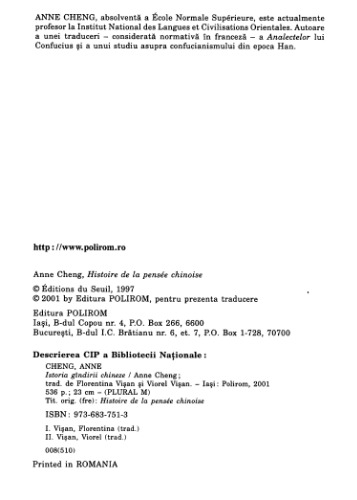 ANNE CHENG, absolventă a École Normale Supérieure, este actualmente
profesor la Institut National des Langues et Civilisations Orientales. Autoare
a unei traduceri – considerată normativă în franceză – a Analectelor lui
Confucius și a unui studiu asupra confucianismului din epoca Han.
http://www.polirom.ro
Anne Cheng, Histoire de la pensée chinoise
© Éditions du Seuil, 1997
© 2001 by Editura POLIROM, pentru prezenta traducere
Editura POLIROM
Iași, B-dul Copou nr. 4, P.O. Box 266, 6600
București, B-dul I.C. Brătianu nr. 6, et. 7, P.O. Box 1-728, 70700
Descrierea CIP a Bibliotecii Naționale:
CHENG, ANNE
Istoria gîndirii chineze / Anne Cheng;
trad. de Florentina Vișan și Viorel Vișan. – Iași: Polirom, 2001
536 p.; 23 cm – (PLURAL M)
Tit. orig. (fre): Histoire de la pensée chinoise
ISBN: 973-683-751-3
I. Vișan, Florentina (trad.)
II. Vișan, Viorel (trad.)
008(510)
Printed in ROMANIA